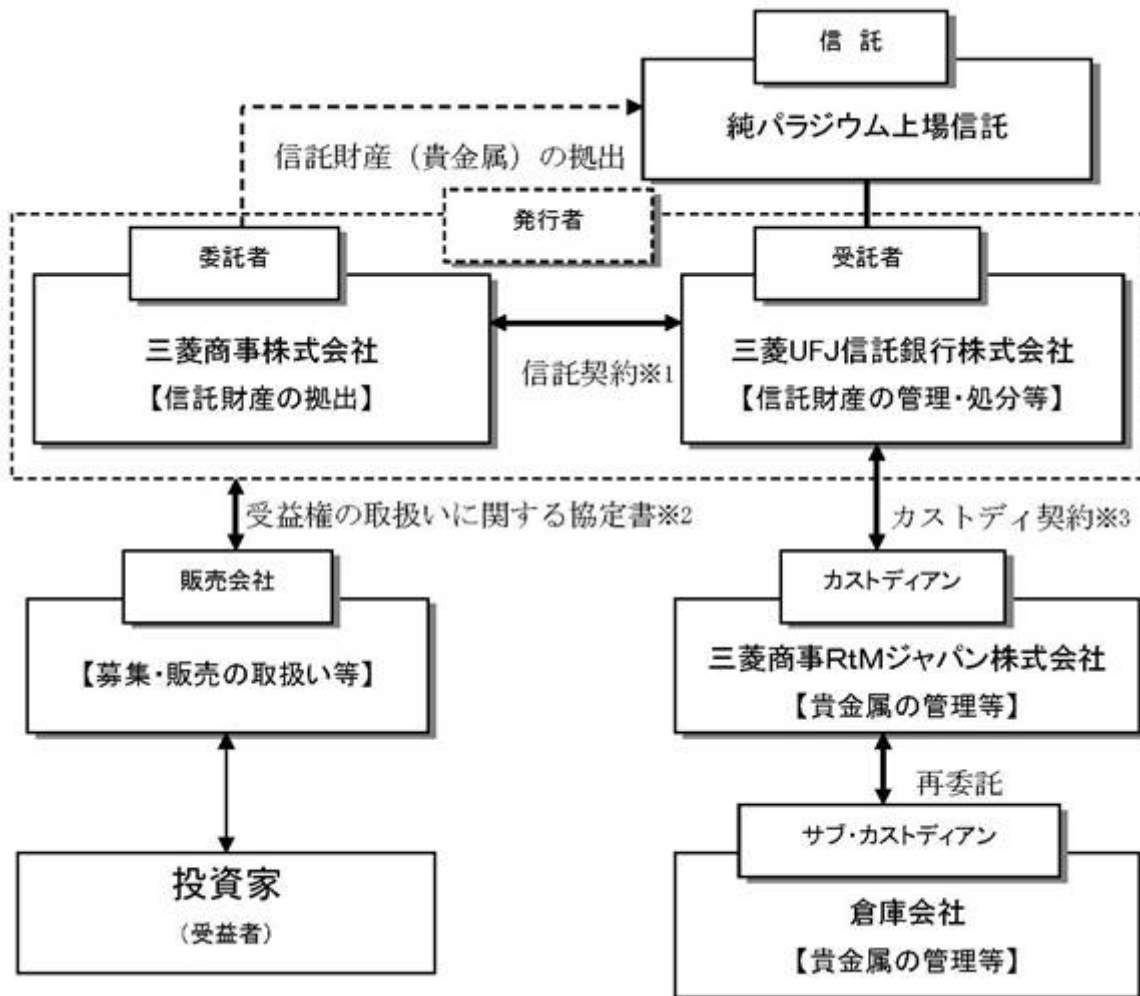 信 託
純パラジウム上場信託
信託財産（貴金属）の拠出
発行者
委託者
三菱商事株式会社
【信託財産の拠出】
信託契約※1
受託者
三菱UFJ信託銀行株式会社
【信託財産の管理・処分等】
受益権の取扱いに関する協定書※2
カストディ契約※3
販売会社
【募集・販売の取扱い等】
カストディアン
三菱商事RtMジャパン株式会社
【貴金属の管理等】
再委託
投資家
（受益者）
サブ・カストディアン
倉庫会社
【貴金属の管理等】